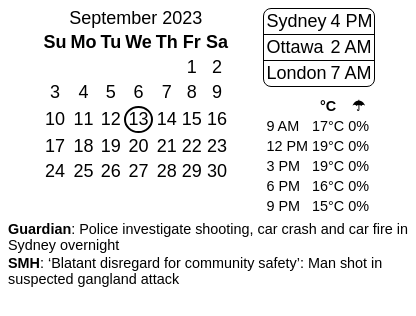 September 2023
Su Mo Tu We Th Fr Sa
1 2
3 4 5 6 7 8 9
10 11 12 13 14 15 16
17 18 19 20 21 22 23
24 25 26 27 28 29 30
Sydney 4 PM
Ottawa 2 AM
London 7 AM
°C ☂
9 AM 17°C 0%
12 PM 19°C 0%
3 PM 19°C 0%
6 PM 16°C 0%
9 PM 15°C 0%
Guardian: Police investigate shooting, car crash and car fire in
Sydney overnight
SMH: ‘Blatant disregard for community safety’: Man shot in
suspected gangland attack